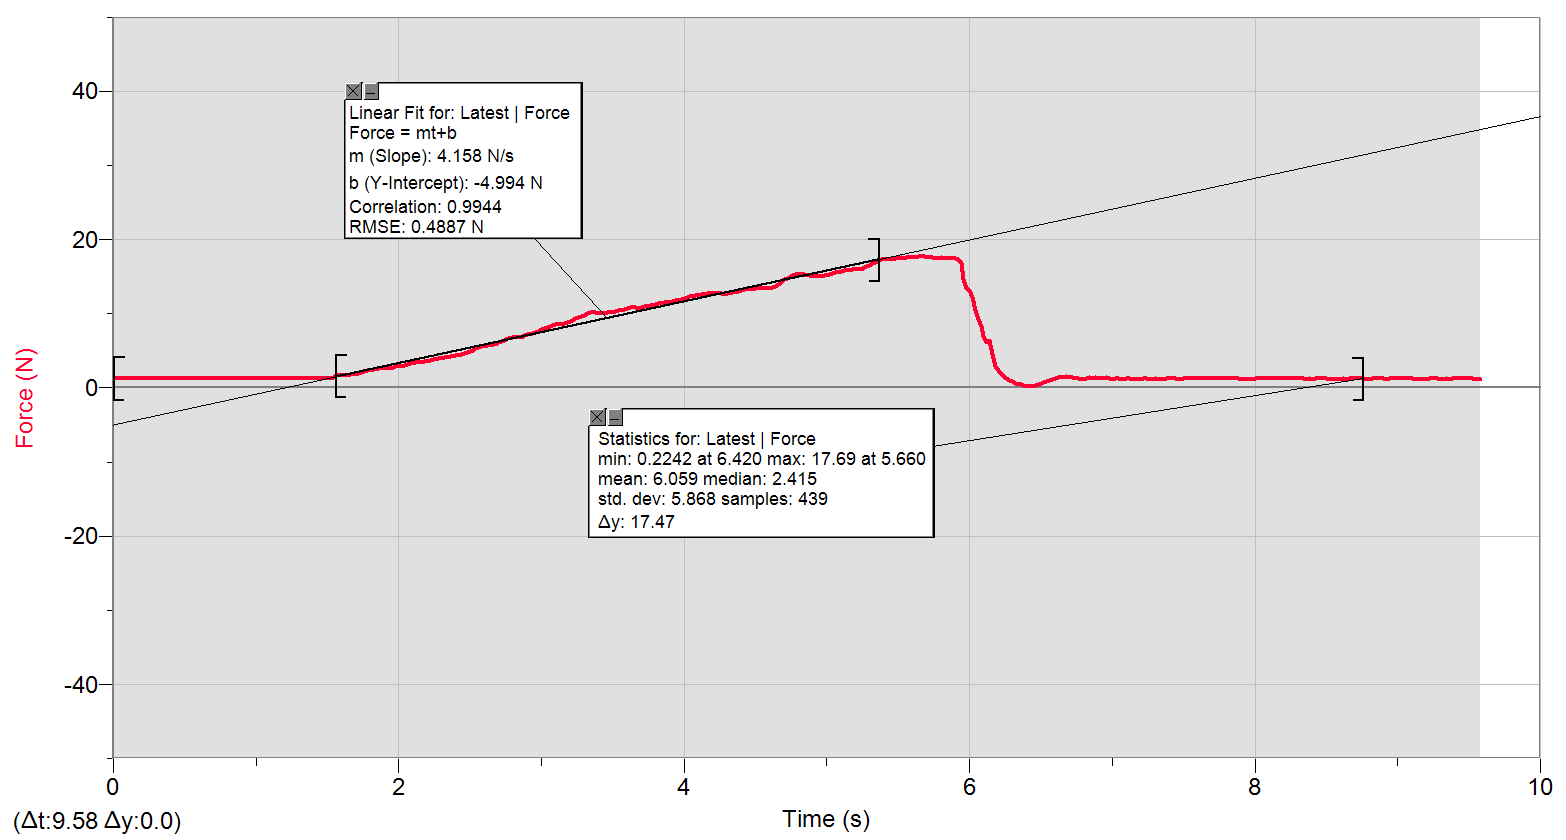 40
20
0
-20
-40
Force (N)
Linear Fit for: Latest | Force
Force = mt+b
m (Slope): 4.158 N/s
b (Y-Intercept): -4.994 N
Correlation: 0.9944
RMSE: 0.4887 N
Statistics for: Latest | Force
min: 0.2242 at 6.420 max: 17.69 at 5.660
mean: 6.059 median: 2.415
std. dev: 5.868 samples: 439
Δy: 17.47
0 2 4 6 8 10
(Δt:9.58 Δy:0.0)
Time (s)